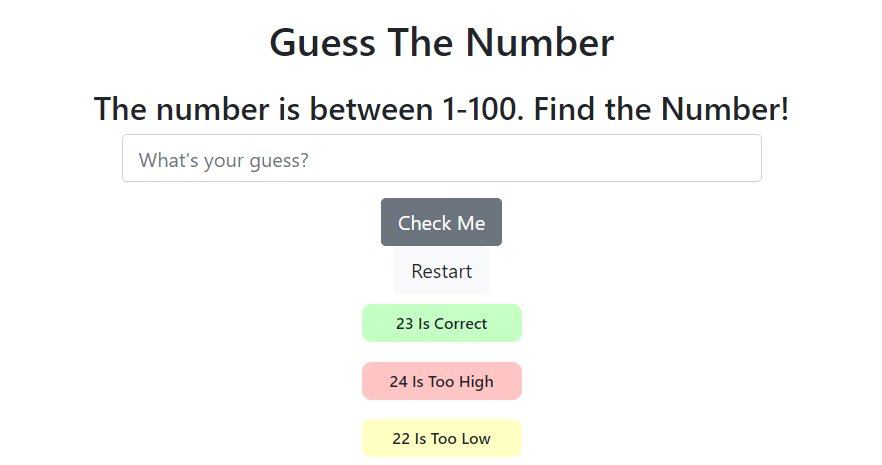 Guess The Number
The number is between 1-100. Find the Number!
What's your guess?
Check Me
Restart
23 Is Correct
24 Is Too High
22 Is Too Low